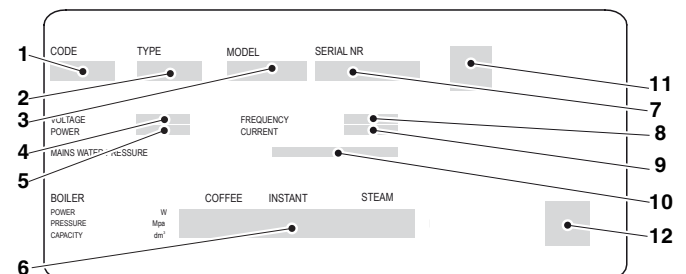 1 CODE TYPE MODEL SERIAL NR
11
2
7
3
VOLTAGE FREQUENCY
8
POWER CURRENT
4
9
MAINS WATER PRESSURE
5
10
BOILER COFFEE INSTANT STEAM
POWER W
PRESSURE Mpa
12
CAPACITY dm³
6